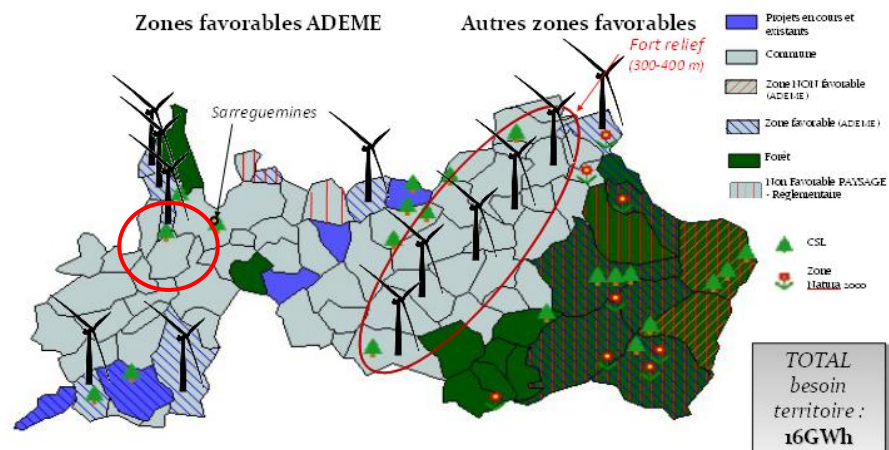 Zones favorables ADEME
Autres zones favorables
Fort relief
(300-400 m)
Sarreguemines
Projets en cours et
existants
Commune
Zone NON favorable
(ADEME)
Zone favorable (ADEME)
Forêt
Non Favorable PAYSAGE
- Reglementaire
CSL
Zone
Natura 2000
TOTAL
besoin
territoire :
16GWh